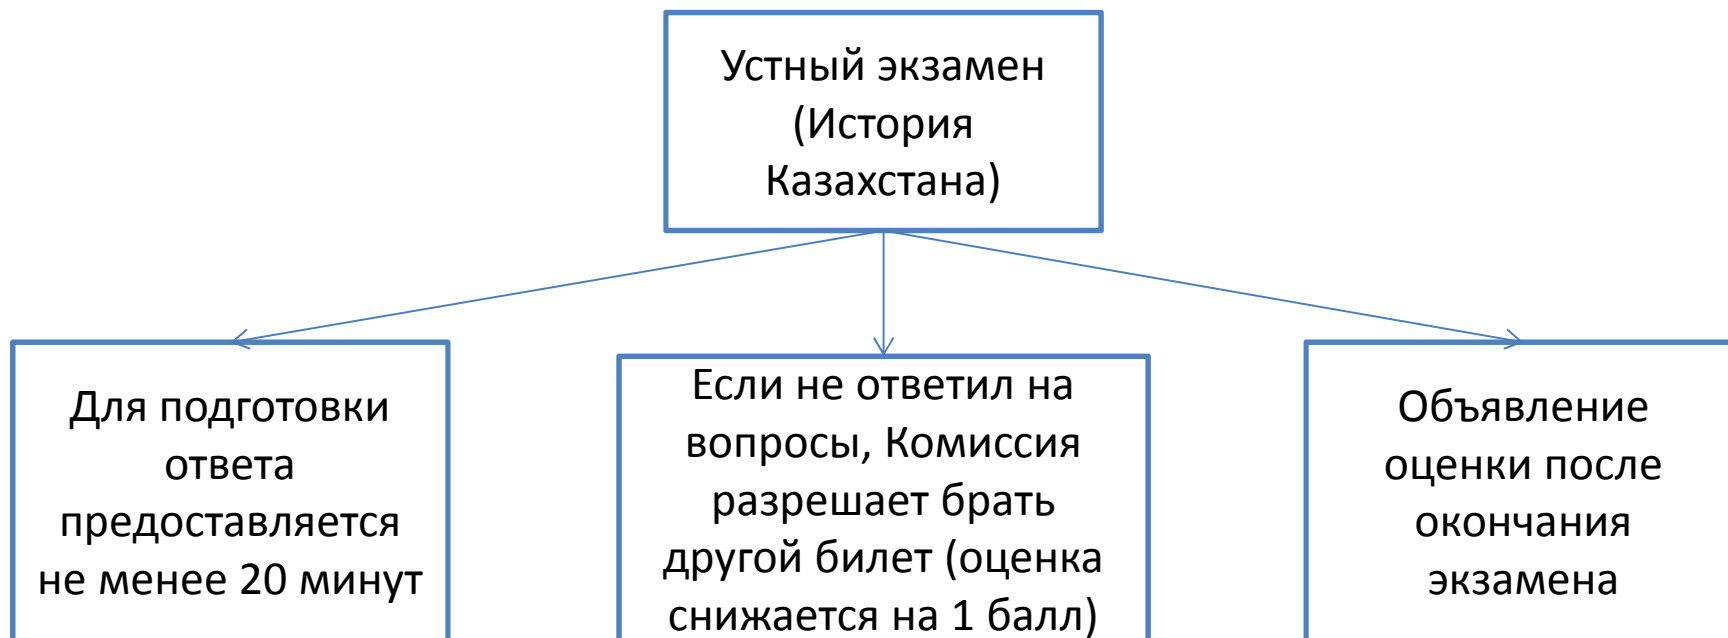 Устный экзамен
(История
Казахстана)
Для подготовки
ответа
предоставляется
не менее 20 минут
Если не ответил на
вопросы, Комиссия
разрешает брать
другой билет (оценка
снижается на 1 балл)
Объявление
оценки после
окончания
экзамена